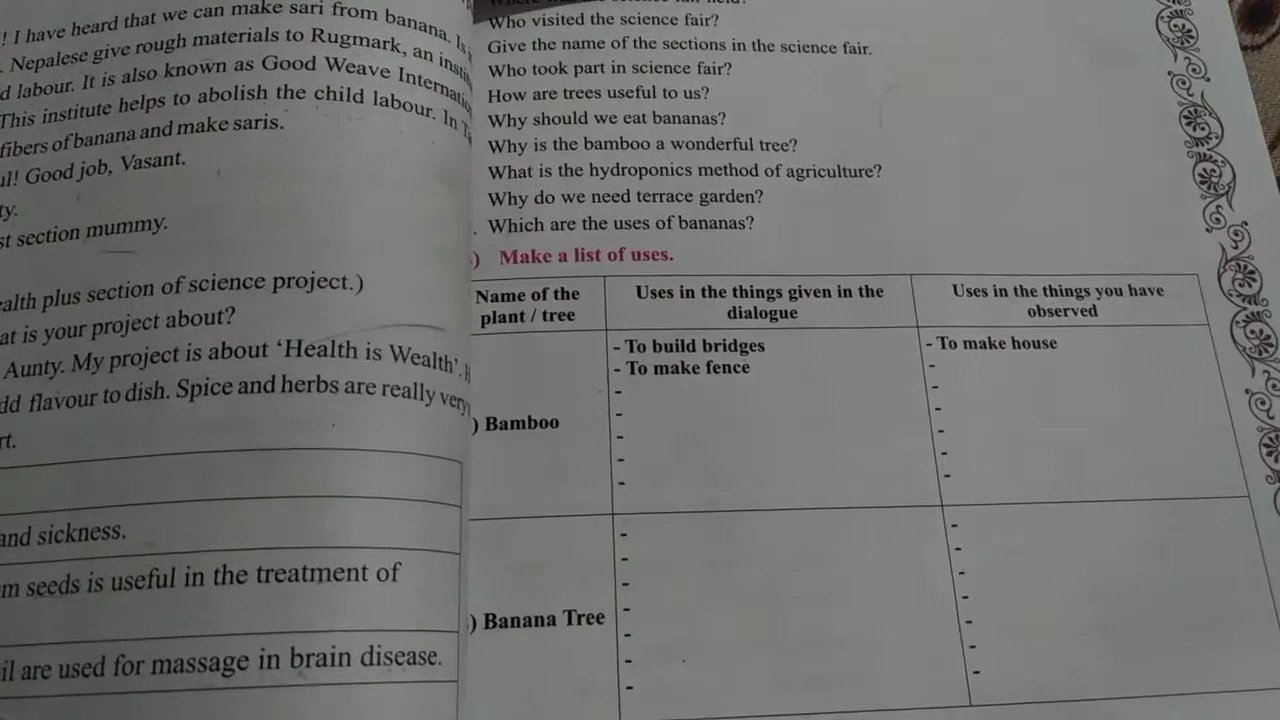 ! I have heard that we can make sari from banana. Is
. Nepalese give rough materials to Rugmark, an insti
d labour. It is also known as Good Weave Internatio
This institute helps to abolish the child labour. In Ta
fibers of banana and make saris.
ul! Good job, Vasant.
ty.
st section mummy.
ealth plus section of science project.)
at is your project about?
Aunty. My project is about ‘Health is Wealth’.
dd flavour to dish. Spice and herbs are really very
rt.
and sickness.
m seeds is useful in the treatment of
il are used for massage in brain disease.
Who visited the science fair?
Give the name of the sections in the science fair.
Who took part in science fair?
How are trees useful to us?
Why should we eat bananas?
Why is the bamboo a wonderful tree?
What is the hydroponics method of agriculture?
Why do we need terrace garden?
. Which are the uses of bananas?
) Make a list of uses.
Name of the
plant / tree
Uses in the things given in the
dialogue
Uses in the things you have
observed
) Bamboo
- To build bridges
- To make fence
-
-
-
-
-
- To make house
-
-
-
-
-
-
) Banana Tree
-
-
-
-
-
-
-
-
-
-
-
-
-
-